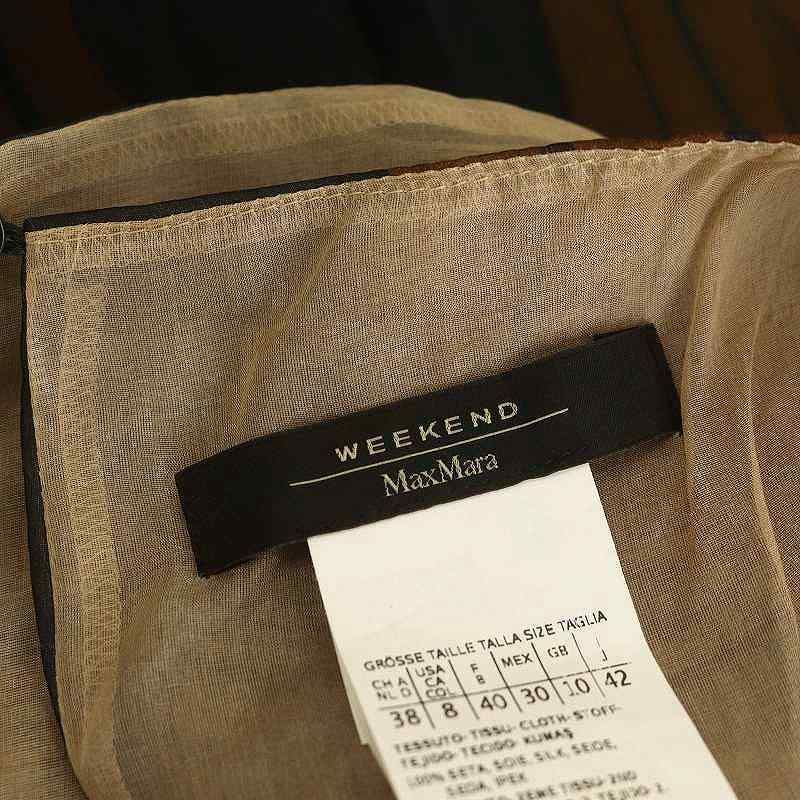 WEEKEND
MaxMara
GRÖSSE TAILLE TALLA SIZE TAGLIA
CH A USA F MEX GB I
NL D CA B
COL
38 8 40 30 10 42
TESSUTO-TISSU-CLOTH-STOFF-
TEJIDO-TECIDO-KUMAŞ
100% SETA, SOIE, SILK, SEIDE,
SEDA, IPEK